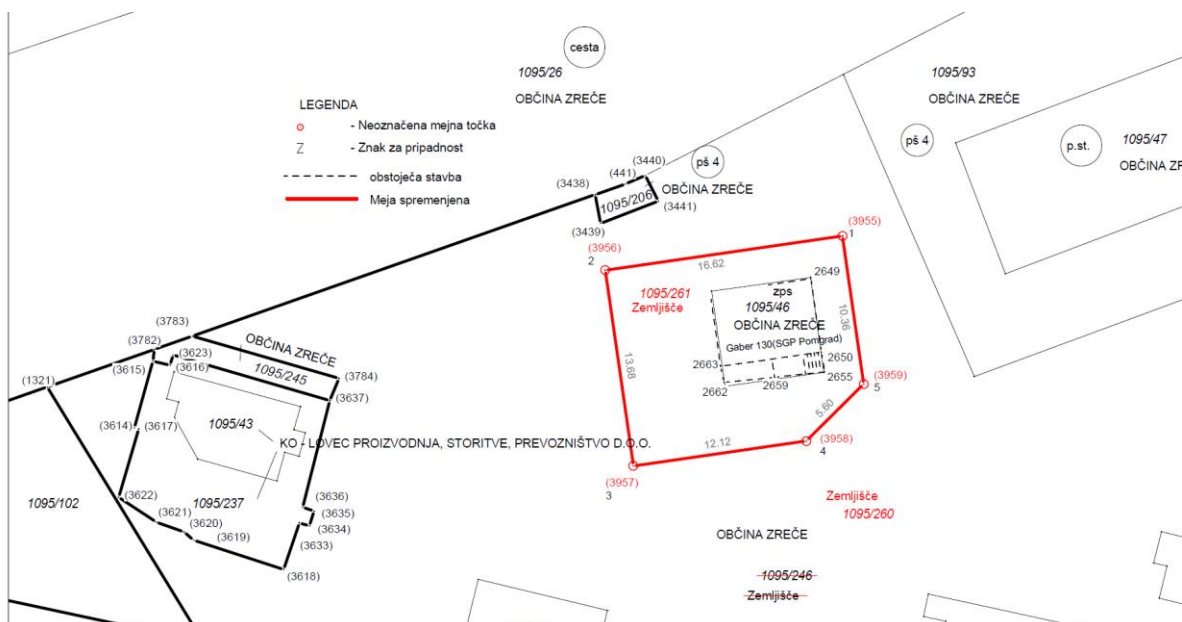 cesta
1095/26
OBČINA ZREČE
1095/93
OBČINA ZREČE
LEGENDA
- Neoznačena mejna točka
Z - Znak za pripadnost
obstoječa stavba
Meja spremenjena
pš 4
p.st.
1095/47
OBČINA ZR
(3440)
pš 4
(441)
(3438)
OBČINA ZREČE
1095/206
(3441)
(3439)
(3955)
1
(3956)
2
16.62
2649
1095/261
Zemljišče
zps
1095/46
OBČINA ZREČE
Gaber 130(SGP Pomgrad)
10.36
13.68
2663
2650
2655
2659
2662
(3959)
5
5.60
(3783)
(3782)
OBČINA ZREČE
(3623)
(3615)
(3616)
1095/245
(3784)
(1321)
(3637)
(3614)
(3617)
1095/43
KO - LOVEC PROIZVODNJA, STORITVE, PREVOZNIŠTVO D.O.O.
12.12
(3958)
4
(3957)
3
(3622)
1095/102
1095/237
(3636)
(3635)
(3621)
(3620)
(3634)
(3619)
(3633)
(3618)
Zemljišče
1095/260
OBČINA ZREČE
1095/246
Zemljišče